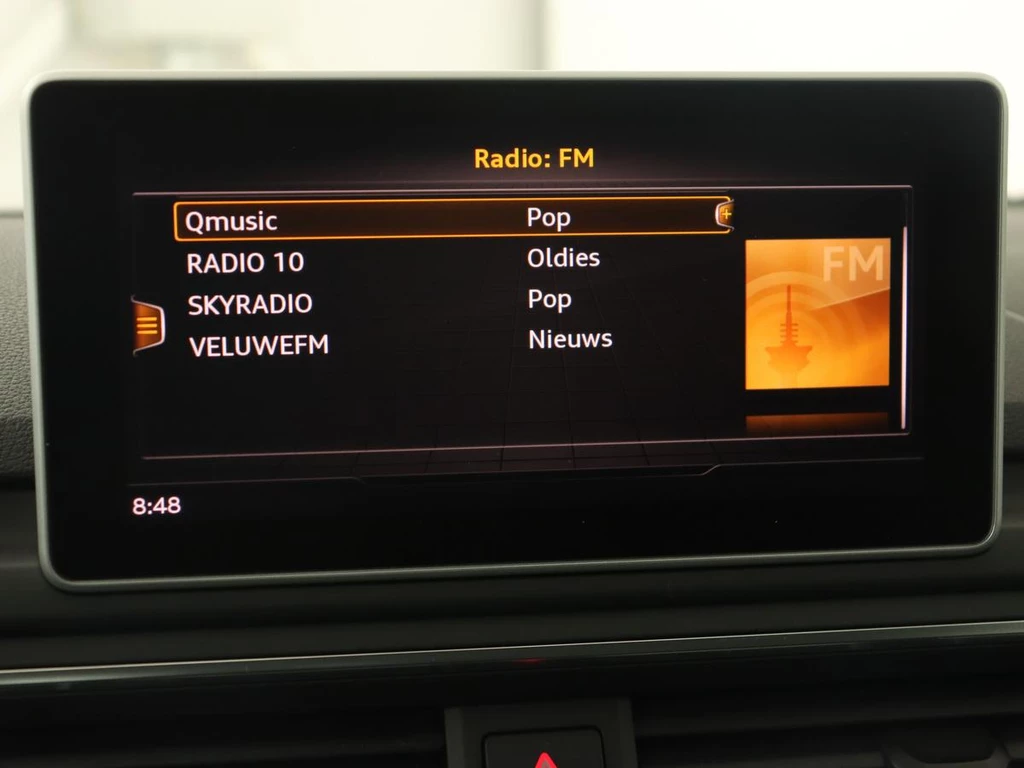 Radio: FM
Qmusic Pop
RADIO 10 Oldies
SKYRADIO Pop
VELUWEFM Nieuws
FM
8:48